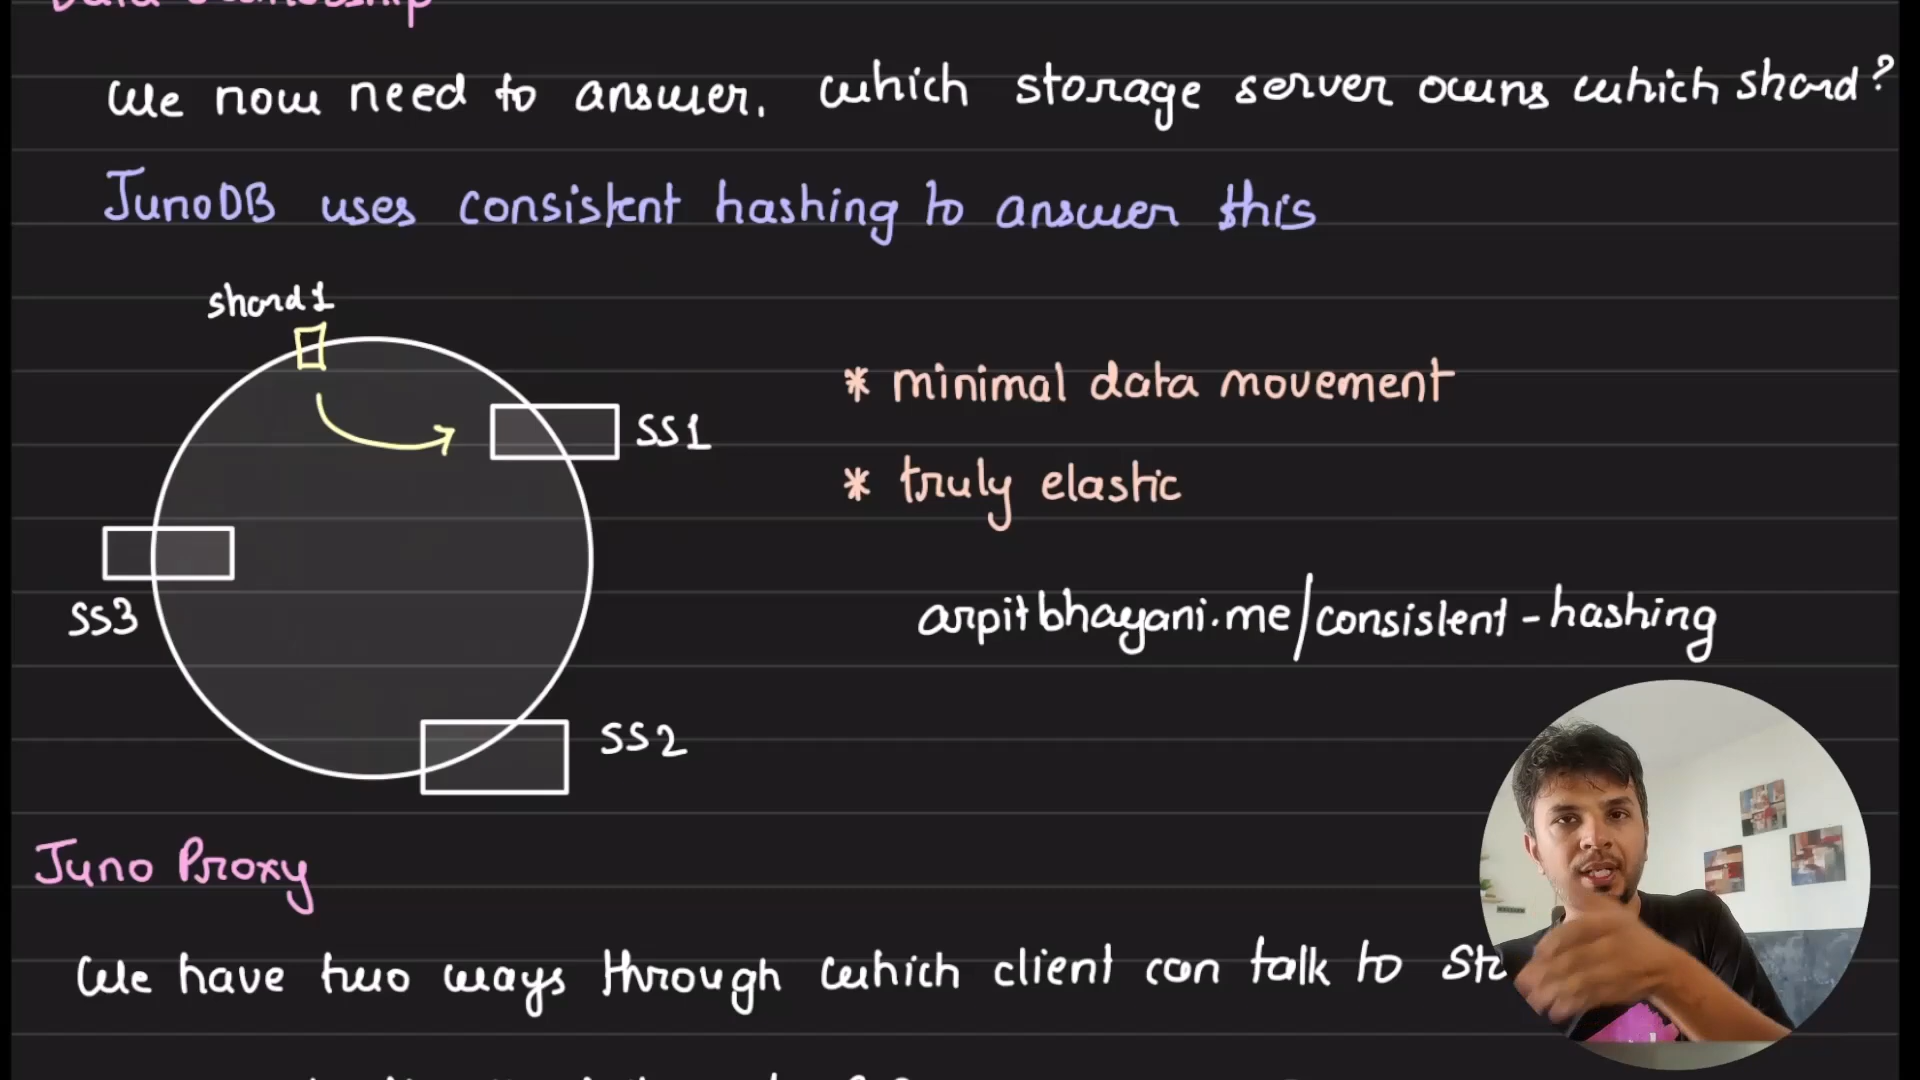 We now need to answer, which storage server owns which shard?
JunoDB uses consistent hashing to answer this
shard 1
SS1
* minimal data movement
* truly elastic
SS3
arpitbhayani.me/consistent-hashing
SS2
Juno Proxy
We have two ways through which client can talk to